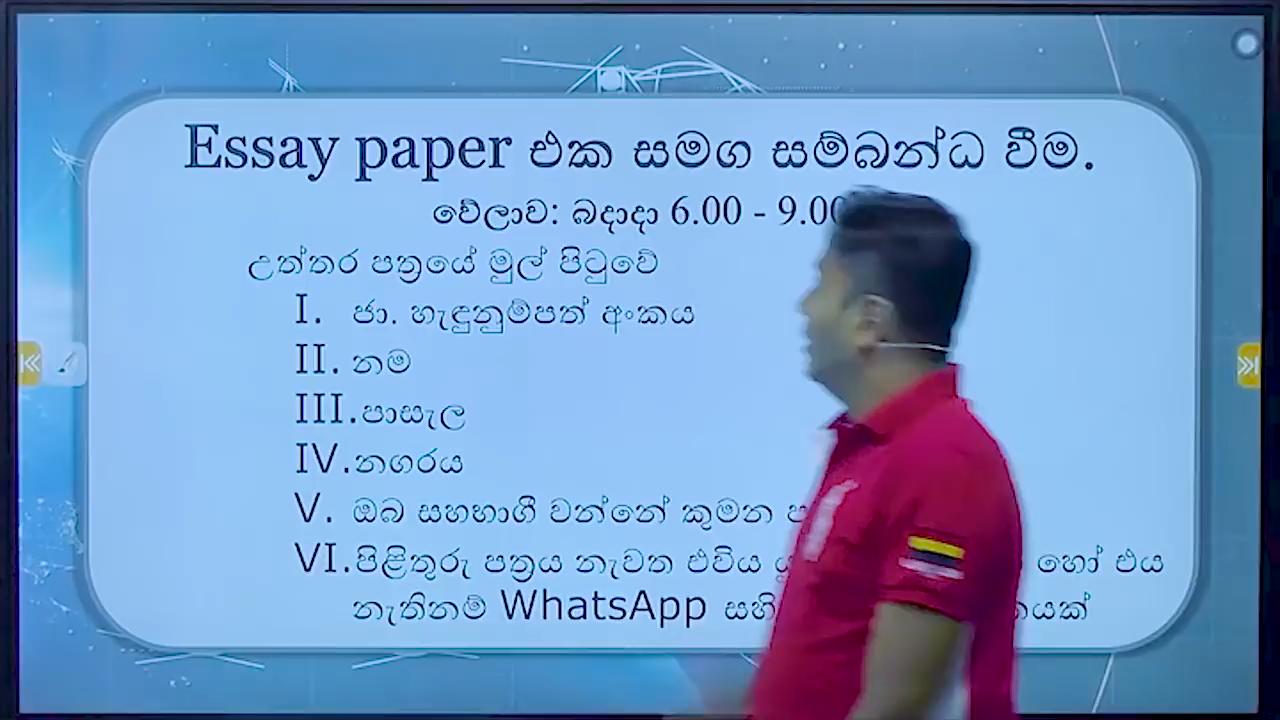 Essay paper එක සමග සම්බන්ධ වීම.
වේලාව: බදාදා 6.00 - 9.00
උත්තර පත්‍රයේ මුල් පිටුවේ
I. ජා. හැඳුනුම්පත් අංකය
II. නම
III. පාසැල
IV. නගරය
V. ඔබ සහභාගී වන්නේ කුමන
VI. පිළිතුරු පත්‍රය නැවත එවිය හෝ එය
නැතිනම් WhatsApp